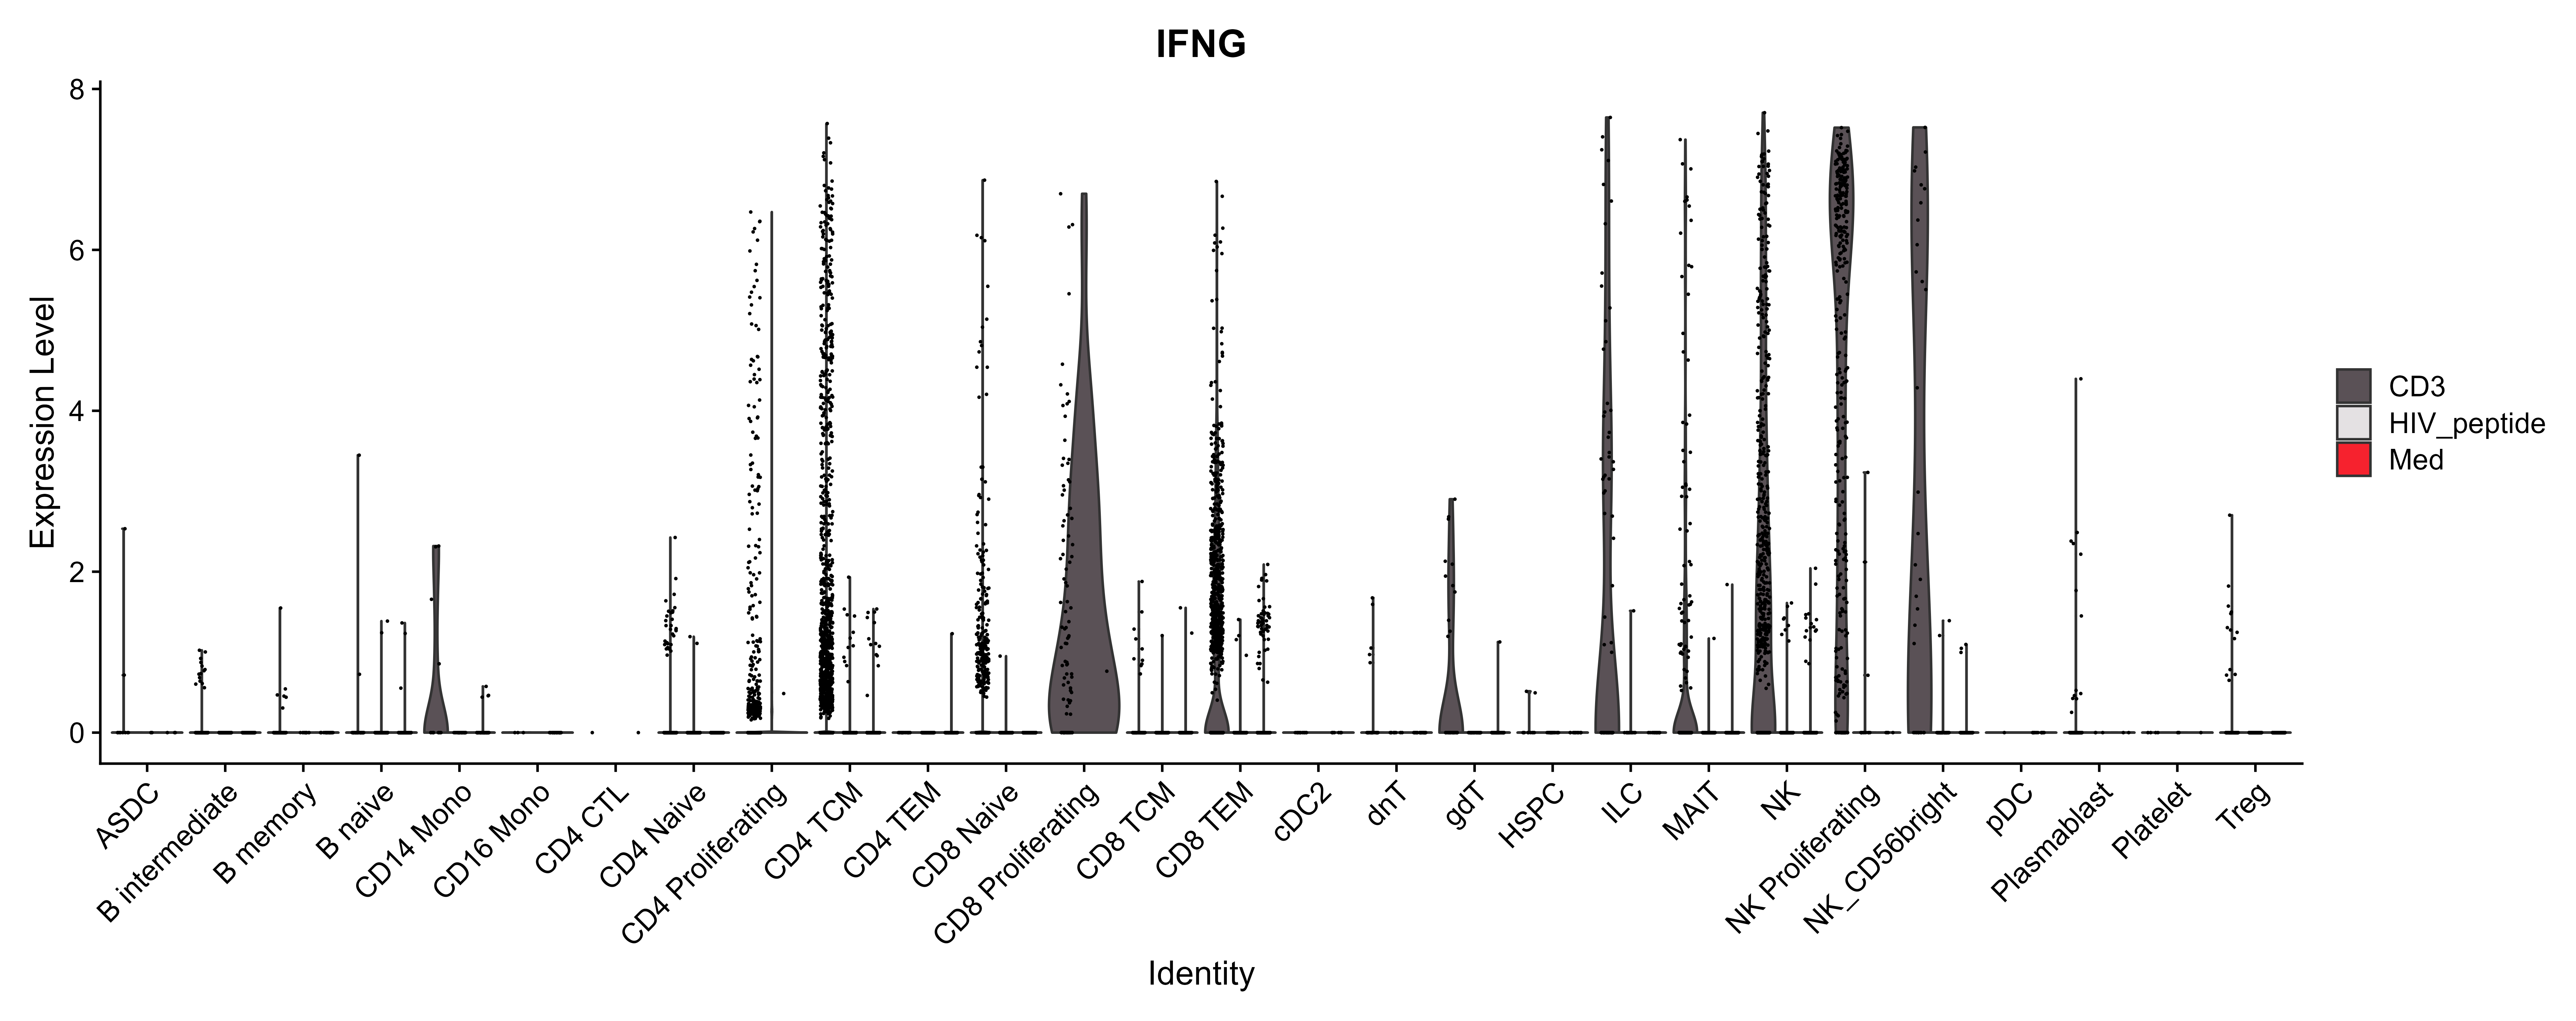 IFNG
Expression Level
8
6
4
2
0
ASDC
B intermediate
B memory
B naive
CD14 Mono
CD16 Mono
CD4 CTL
CD4 Naive
CD4 Proliferating
CD4 TCM
CD4 TEM
CD8 Naive
CD8 Proliferating
CD8 TCM
CD8 TEM
cDC2
dnT
gdT
HSPC
ILC
MAIT
NK
NK Proliferating
NK_CD56bright
pDC
Plasmablast
Platelet
Treg
Identity
CD3
HIV_peptide
Med